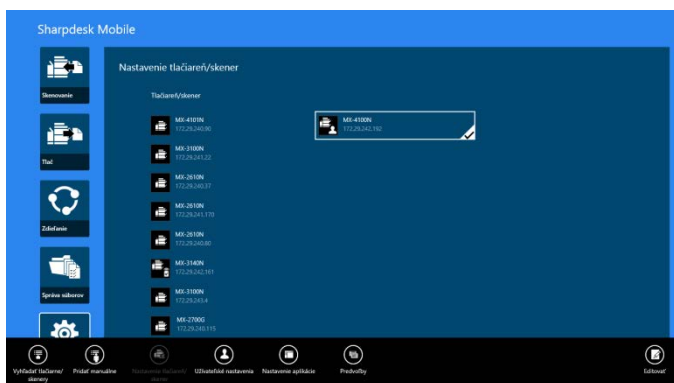 Sharpdesk Mobile
Nastavenie tlačiareň/skener
Skenovanie
Tlač
Zdieľanie
Správa súborov
Tlačiareň/skener
MX-4101N
172.29.240.96
MX-3100N
172.29.241.22
MX-2610N
172.29.240.37
MX-2610N
172.29.241.170
MX-2610N
172.29.240.80
MX-3140N
172.29.242.161
MX-3100N
172.29.243.4
MX-2700G
172.29.240.115
MX-4100N
172.29.242.192
Vyhľadať tlačiarne/
skenery
Pridať manuálne
Nastavenie tlačiareň/
skener
Užívateľské nastavenia
Nastavenie aplikácie
Predvoľby
Editovať